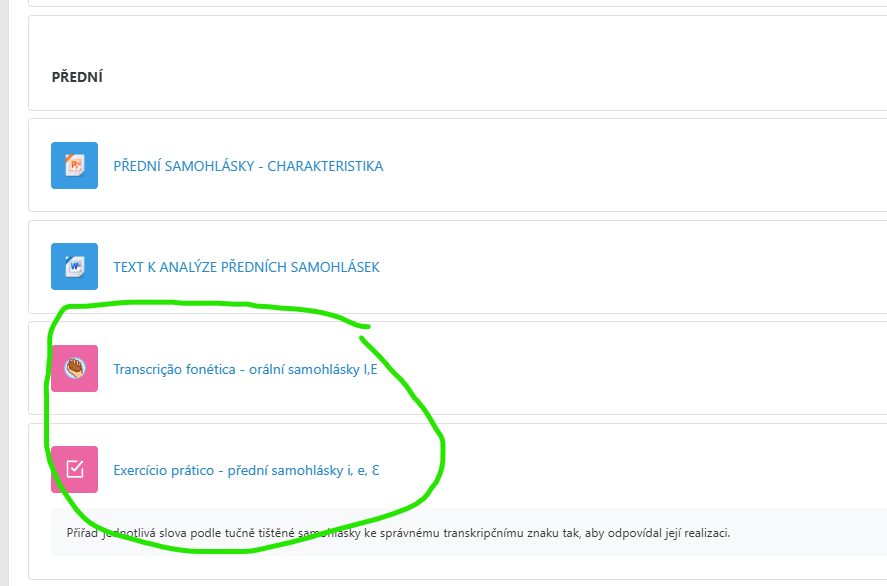 PŘEDNÍ
PŘEDNÍ SAMOHLÁSKY - CHARAKTERISTIKA
TEXT K ANALÝZE PŘEDNÍCH SAMOHLÁSEK
Transcrição fonética - orální samohlásky I,E
Exercício prático - přední samohlásky i, e, Ɛ
Přiřaď jednotlivá slova podle tučně tištěné samohlásky ke správnému transkripčnímu znaku tak, aby odpovídal její realizaci.